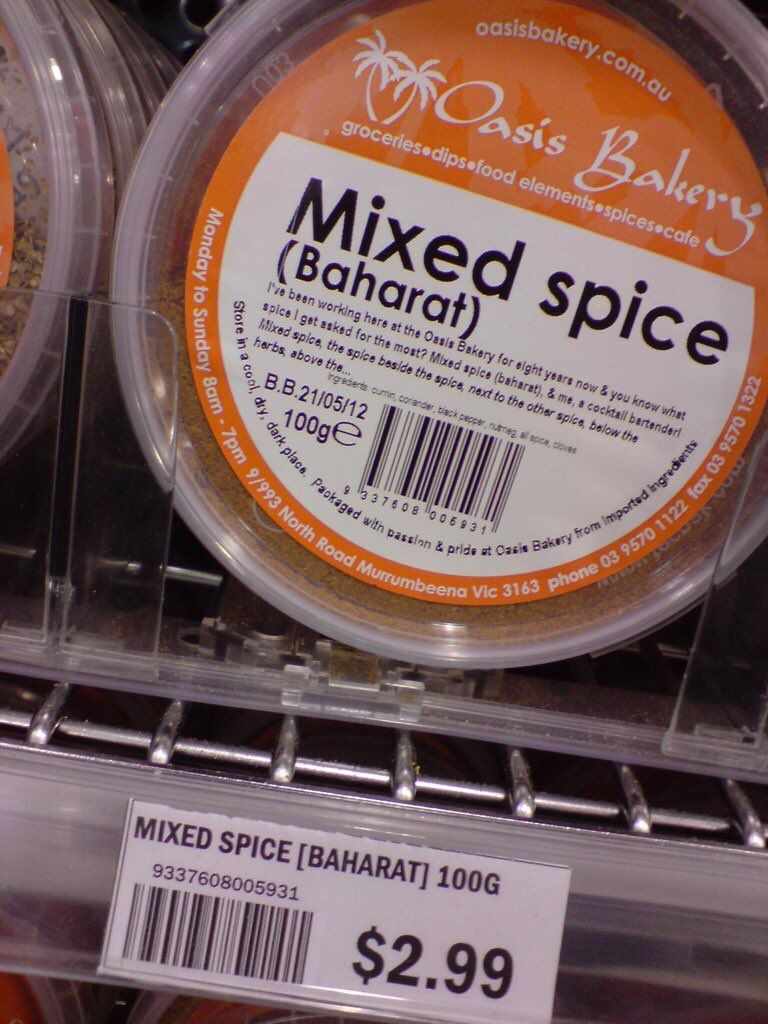 oasisbakery.com.au
Oasis Bakery
groceries•dips•food elements•spices•cafe
Mixed spice
(Baharat)
I've been working here at the Oasis Bakery for eight years now & you know what
spice I get asked for the most? Mixed spice (baharat), & me, a cocktail bartender!
Mixed spice, the spice beside the spice, next to the other spice, below the
herbs, above the...
Ingredients: cumin, coriander, black pepper, nutmeg, all spice, cloves
B.B.21/05/12
100g℮
9 337608 005931
Store in a cool, dry, dark place. Packaged with passion & pride at Oasis Bakery from imported ingredients
Monday to Sunday 8am - 7pm 9/993 North Road Murrumbeena Vic 3163 phone 03 9570 1122 fax 03 9570 1322
MIXED SPICE [BAHARAT] 100G
9337608005931
$2.99